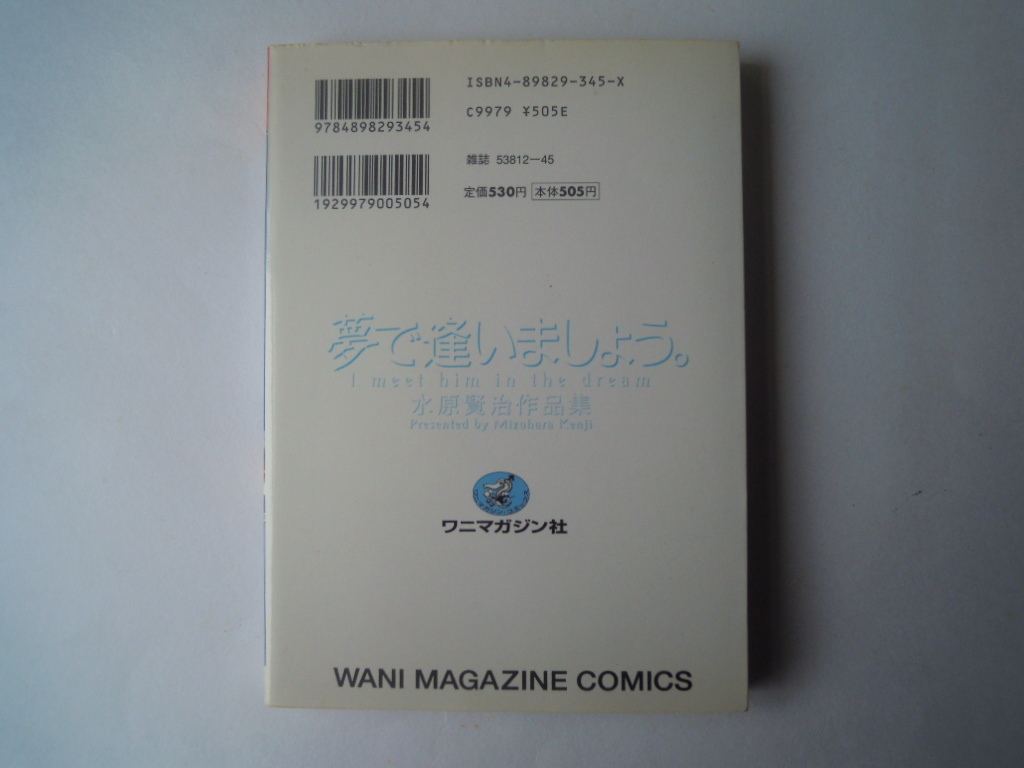 ISBN4-89829-345-X
9784898293454
C9979 ¥505E
雑誌 53812-45
1929979005054
定価530円 本体505円
夢で逢いましょう。
I meet him in the dream
水原賢治作品集
Presented by Mizuhara Kenji
ワニマガジン社
WANI MAGAZINE COMICS